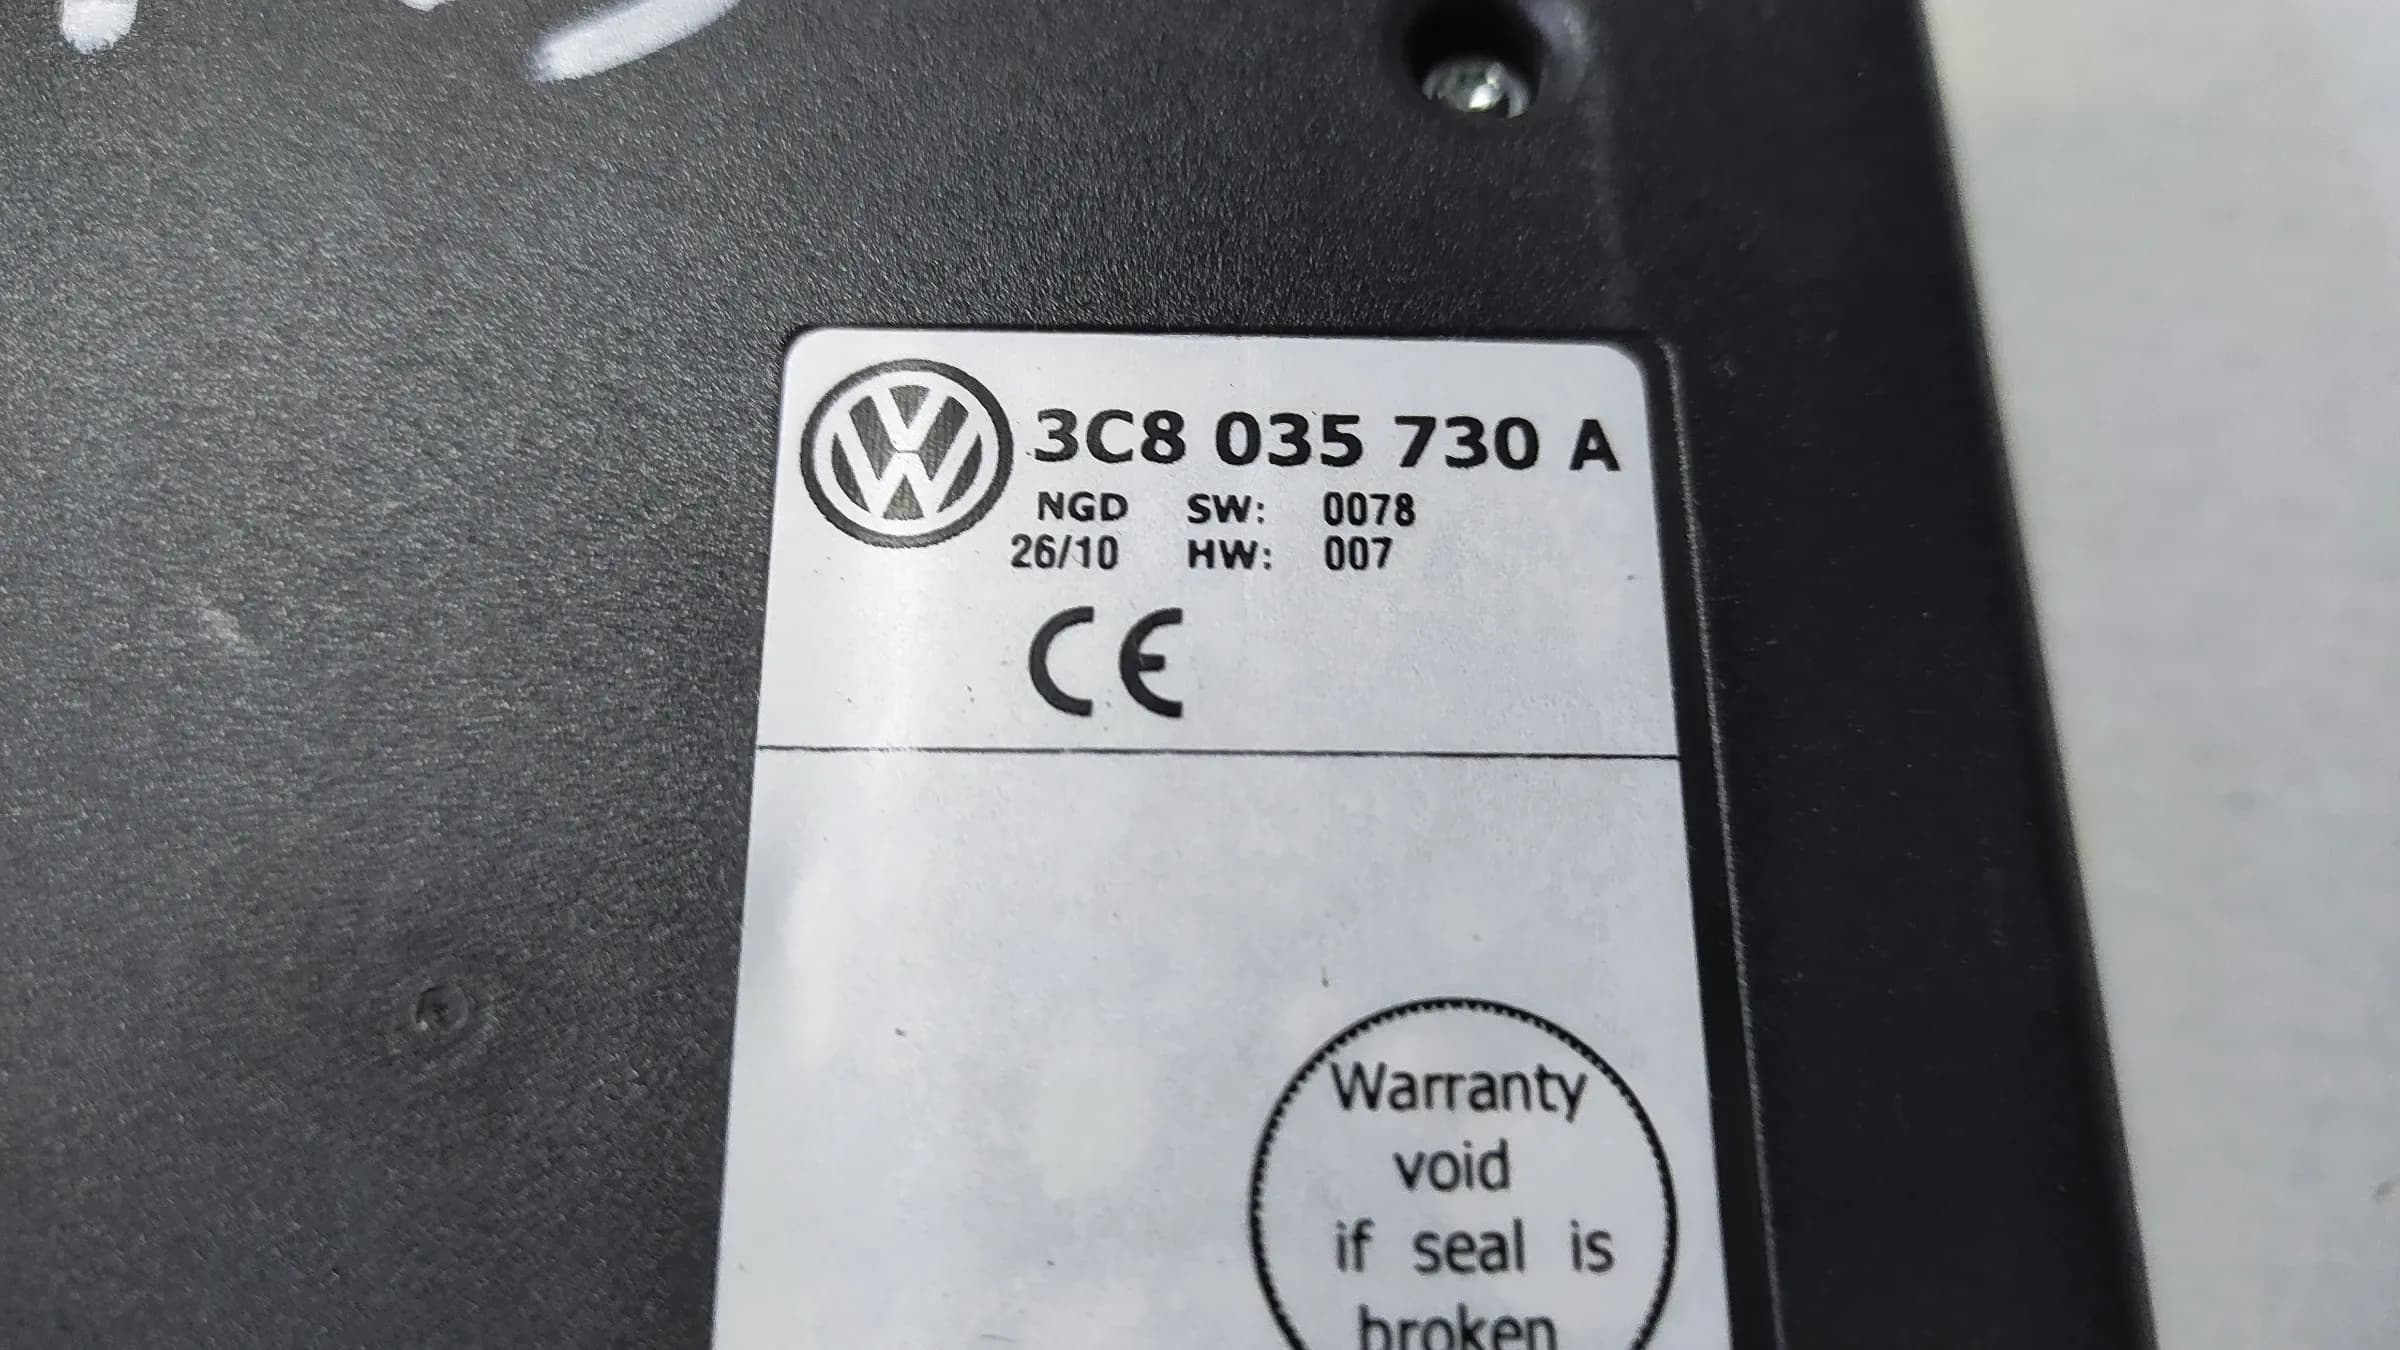 3C8 035 730 A
NGD SW: 0078
26/10 HW: 007
CE
Warranty
void
if seal is
broken